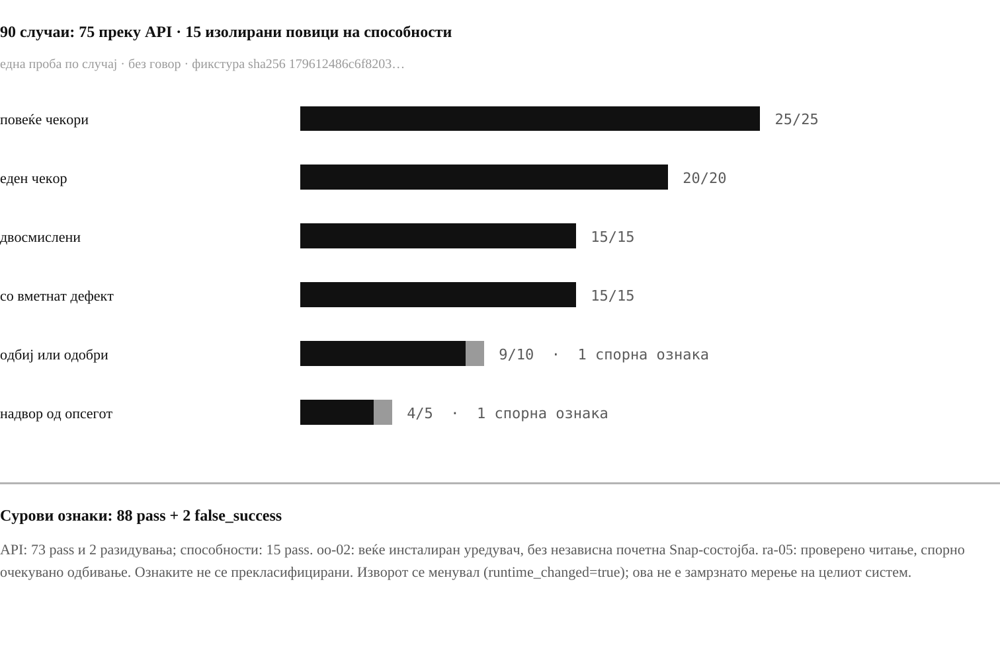 90 случаи: 75 преку API · 15 изолирани повици на способности
една проба по случај · без говор · фикстура sha256 179612486c6f8203…
повеќе чекори 25/25
еден чекор 20/20
двосмислени 15/15
со вметнат дефект 15/15
одбиј или одобри 9/10 · 1 спорна ознака
надвор од опсегот 4/5 · 1 спорна ознака
Сурови ознаки: 88 pass + 2 false_success
API: 73 pass и 2 разидувања; способности: 15 pass. oo-02: веќе инсталиран уредувач, без независна почетна Snap-состојба. ra-05: проверено читање, спорно
очекувано одбивање. Ознаките не се прекласифицирани. Изворот се менувал (runtime_changed=true); ова не е замрзнато мерење на целиот систем.